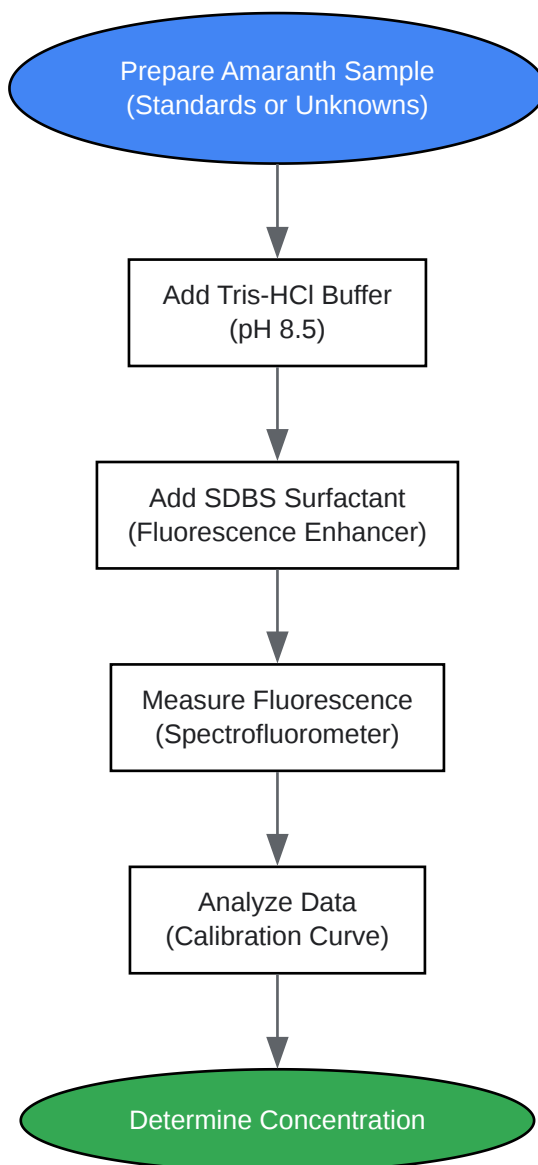 Prepare Amaranth Sample
(Standards or Unknowns)
Add Tris-HCl Buffer
(pH 8.5)
Add SDBS Surfactant
(Fluorescence Enhancer)
Measure Fluorescence
(Spectrofluorometer)
Analyze Data
(Calibration Curve)
Determine Concentration